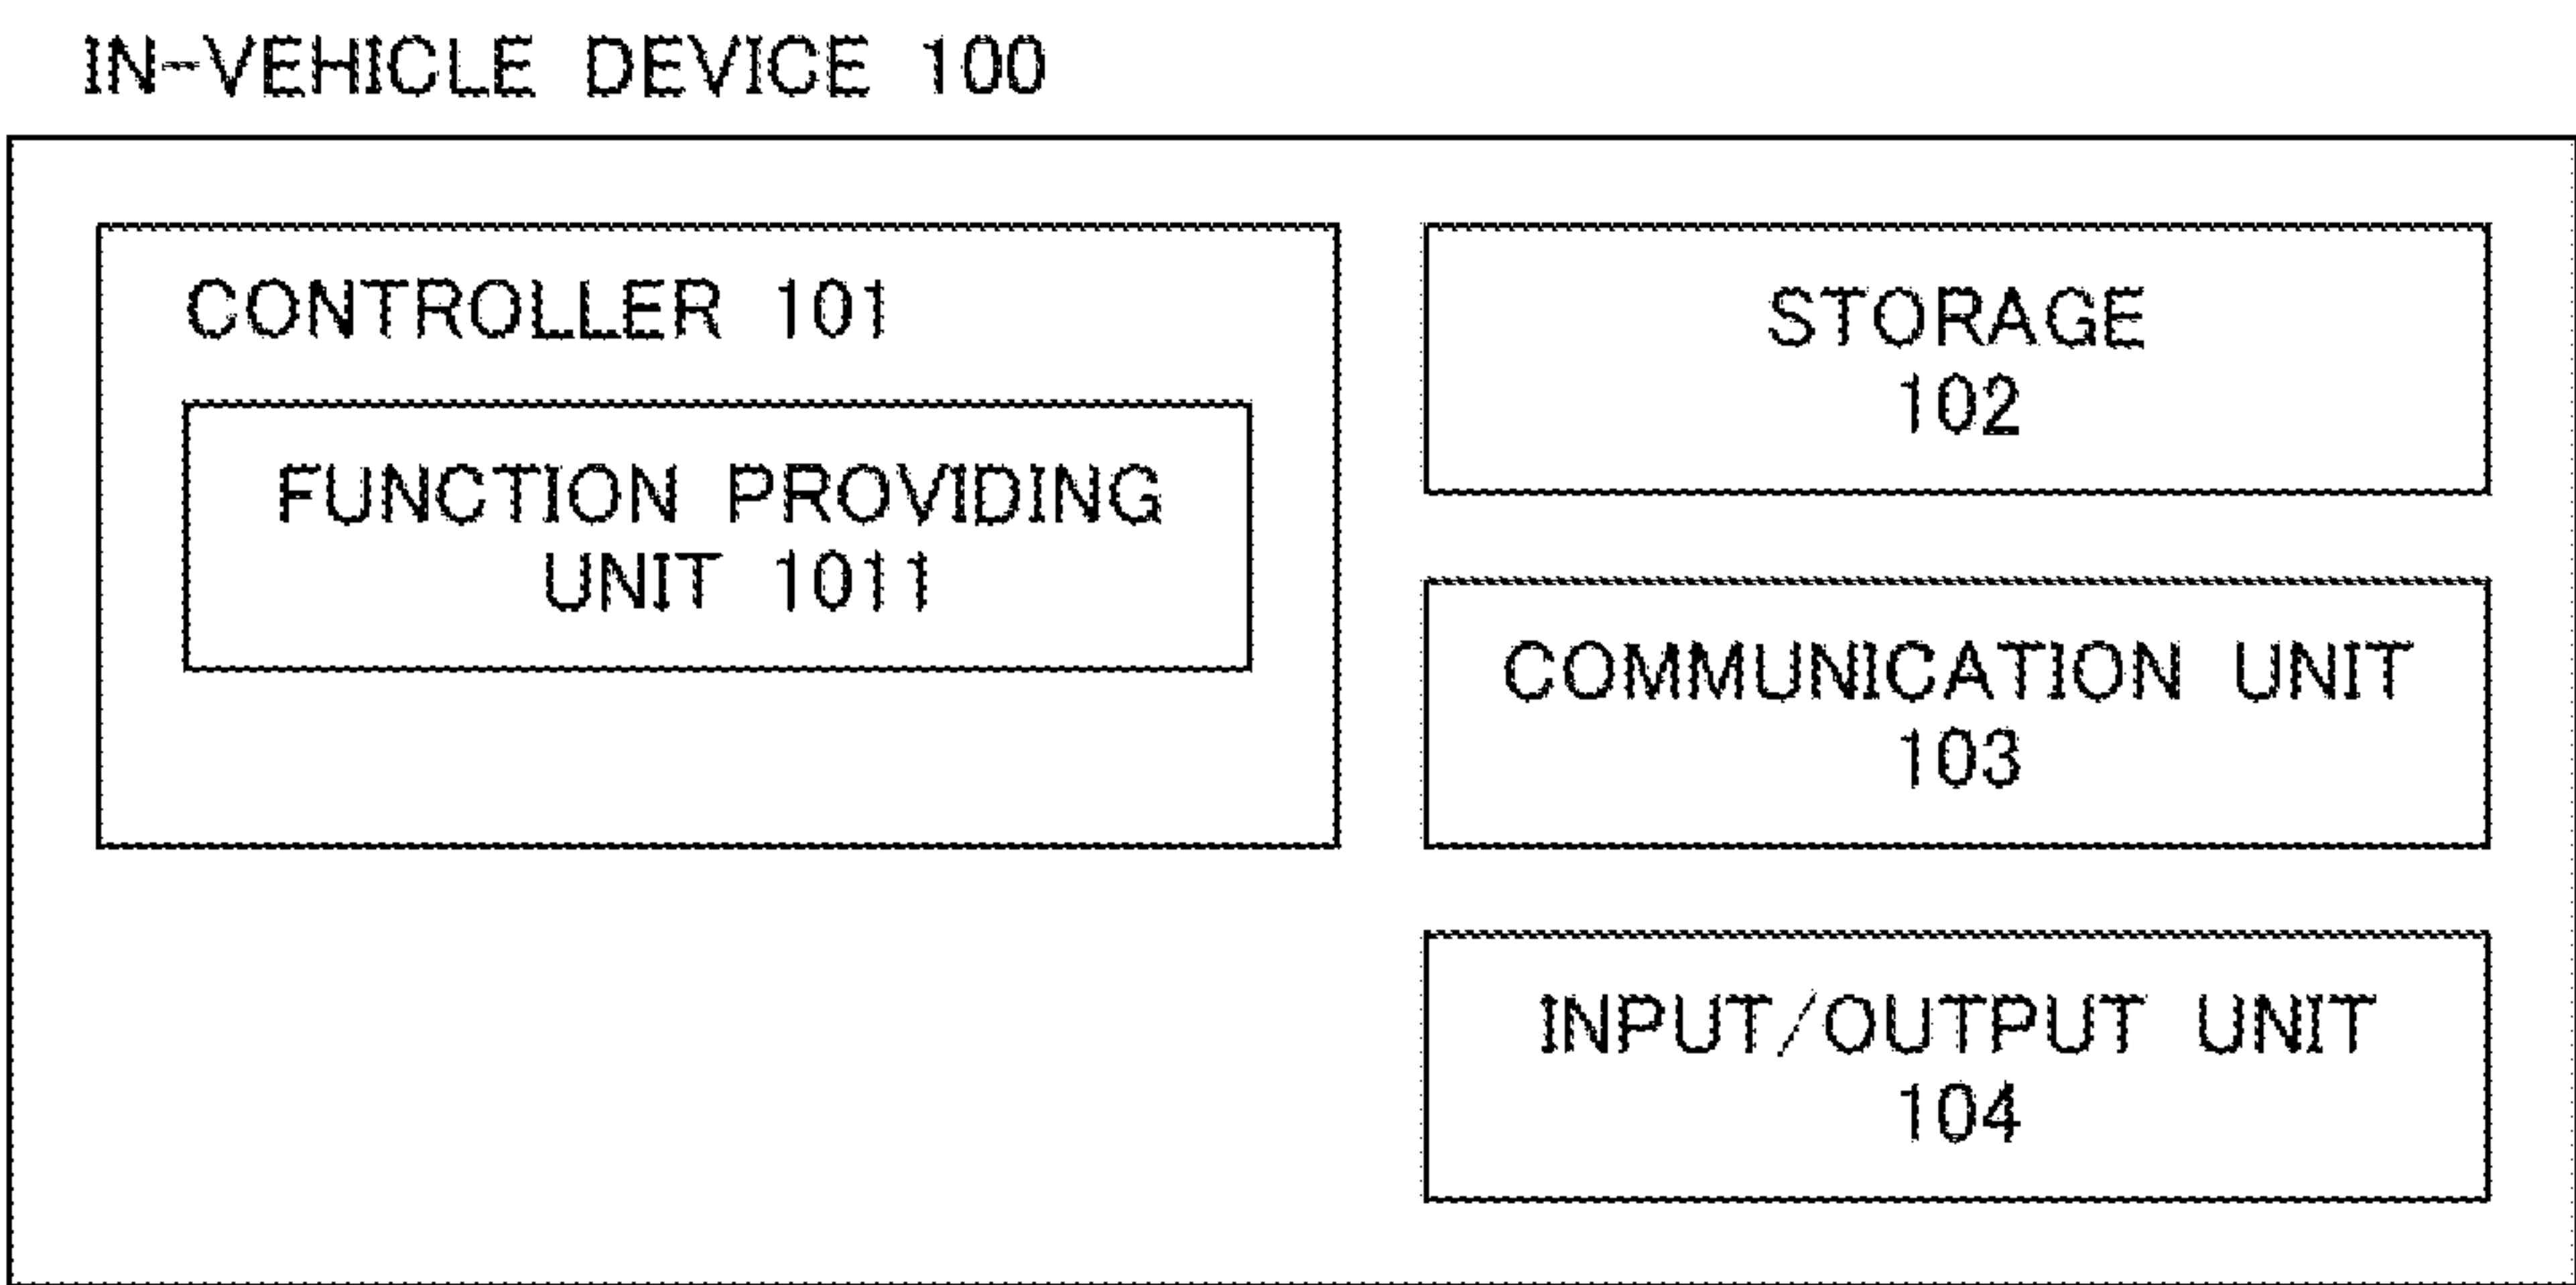 IN-VEHICLE DEVICE 100
CONTROLLER 101
FUNCTION PROVIDING
UNIT 1011
STORAGE
102
COMMUNICATION UNIT
103
INPUT/OUTPUT UNIT
104